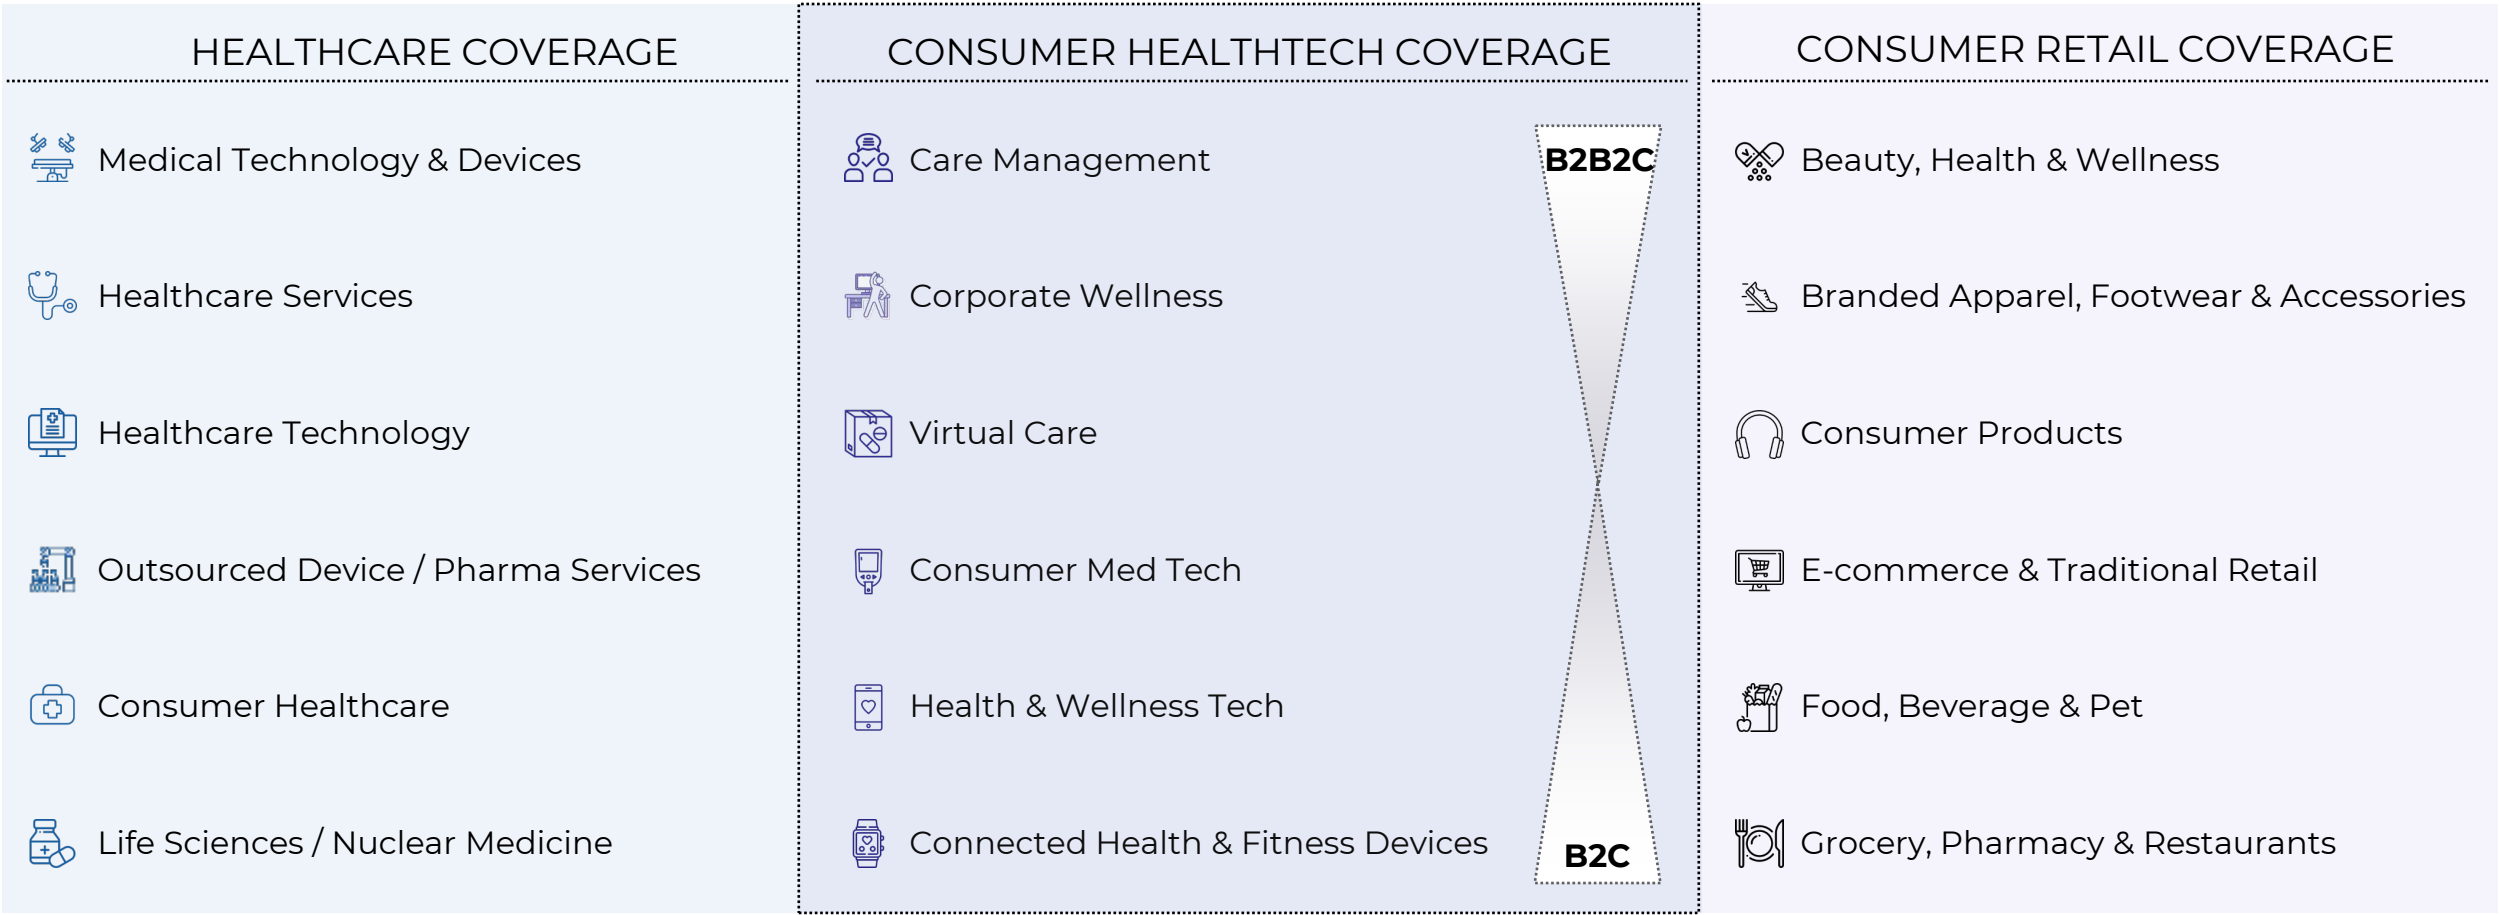 HEALTHCARE COVERAGE
Medical Technology & Devices
Healthcare Services
Healthcare Technology
Outsourced Device / Pharma Services
Consumer Healthcare
Life Sciences / Nuclear Medicine
CONSUMER HEALTHTECH COVERAGE
Care Management
Corporate Wellness
Virtual Care
Consumer Med Tech
Health & Wellness Tech
Connected Health & Fitness Devices
B2B2C
B2C
CONSUMER RETAIL COVERAGE
Beauty, Health & Wellness
Branded Apparel, Footwear & Accessories
Consumer Products
E-commerce & Traditional Retail
Food, Beverage & Pet
Grocery, Pharmacy & Restaurants